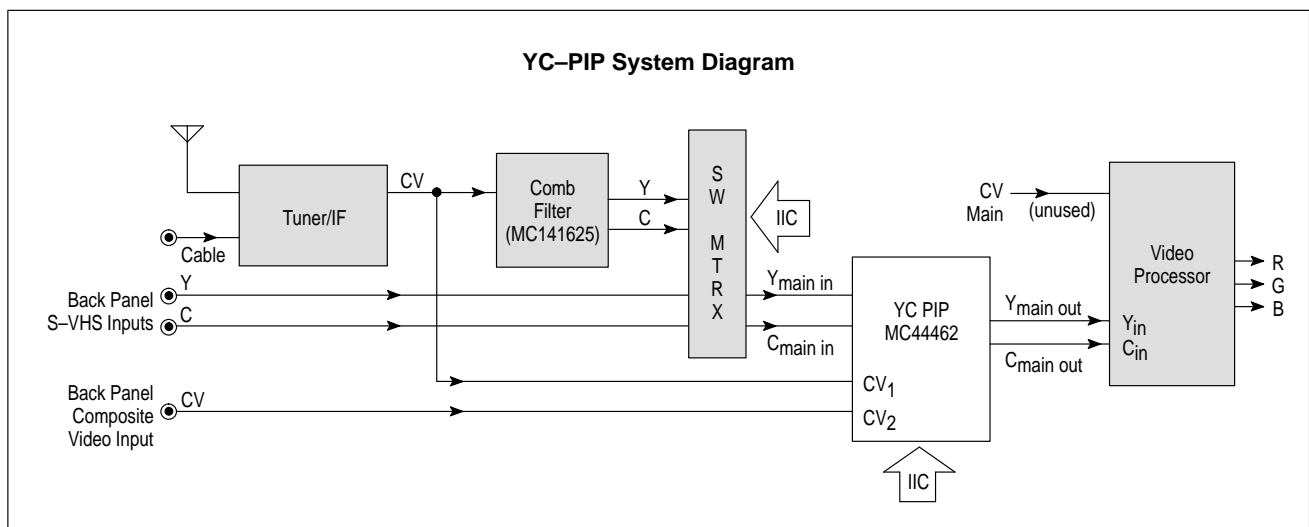 YC–PIP System Diagram
Tuner/IF
CV
Comb
Filter
(MC141625)
Y
C
S
W
M
T
R
X
IIC
CV
Main
(unused)
Video
Processor
R
G
B
Cable
Y
Back Panel
S–VHS Inputs
C
Ymain in
Cmain in
YC PIP
MC44462
Ymain out
Cmain out
Yin
Cin
Back Panel
Composite
Video Input
CV
CV1
CV2
IIC